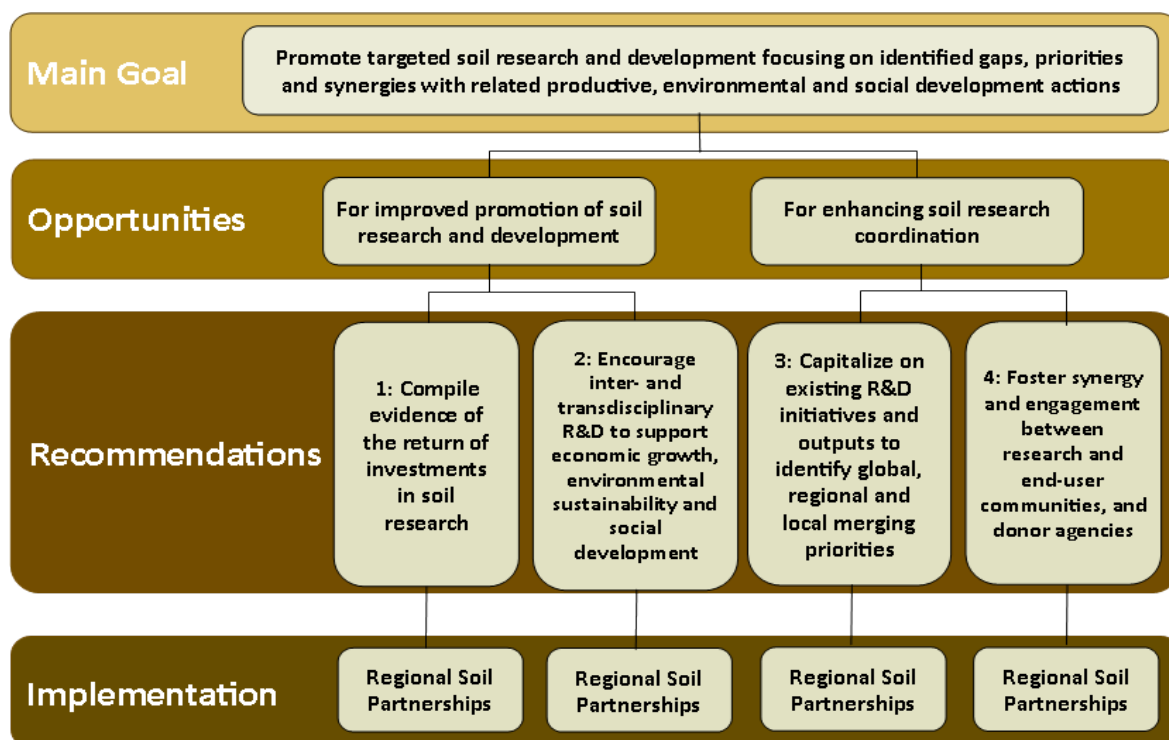 Main Goal
Promote targeted soil research and development focusing on identified gaps, priorities
and synergies with related productive, environmental and social development actions
Opportunities
For improved promotion of soil
research and development
For enhancing soil research
coordination
Recommendations
1: Compile
evidence of
the return of
investments
in soil
research
2: Encourage
inter- and
transdisciplinary
R&D to support
economic growth,
environmental
sustainability and
social
development
3: Capitalize on
existing R&D
initiatives and
outputs to
identify global,
regional and
local merging
priorities
4: Foster synergy
and engagement
between
research and
end-user
communities, and
donor agencies
Implementation
Regional Soil
Partnerships
Regional Soil
Partnerships
Regional Soil
Partnerships
Regional Soil
Partnerships